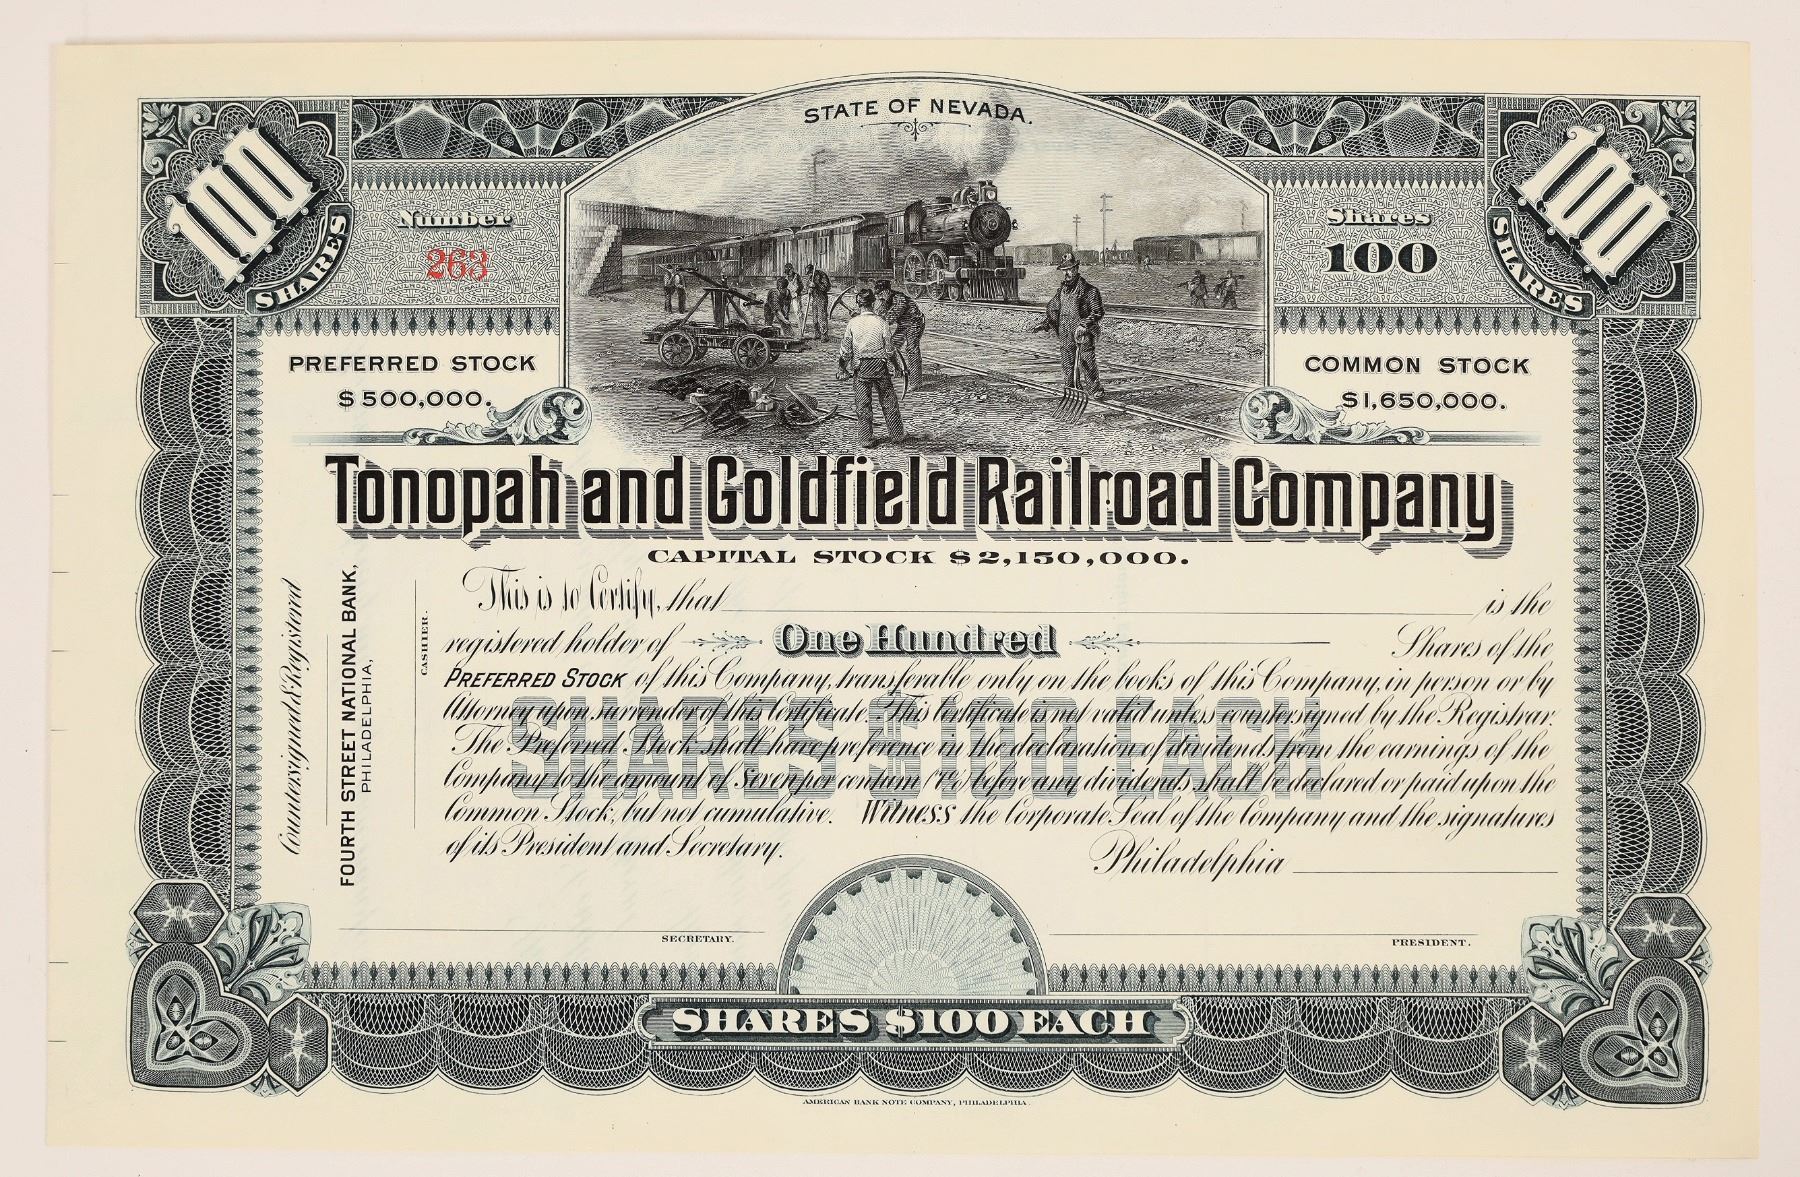 STATE OF NEVADA.
100 SHARES
Number
263
Shares
100
100 SHARES
PREFERRED STOCK
$500,000.
COMMON STOCK
$1,650,000.
Tonopah and Goldfield Railroad Company
CAPITAL STOCK $2,150,000.
This is to Certify, that is the
registered holder of One Hundred Shares of the
PREFERRED STOCK of this Company, transferable only on the books of this Company, in person or by
Attorney upon surrender of this Certificate. This Certificate is not valid unless countersigned by the Registrar.
The Preferred Stock shall have preference in the declaration of dividends from the earnings of the
Company to the amount of Seven per centum (7%) before any dividends shall be declared or paid upon the
Common Stock, but not cumulative. Witness the Corporate Seal of the Company and the signatures
of its President and Secretary.
Philadelphia
SHARES $100 EACH
Countersigned & Registered
FOURTH STREET NATIONAL BANK,
PHILADELPHIA,
CASHIER.
SECRETARY.
PRESIDENT.
SHARES $100 EACH
AMERICAN BANK NOTE COMPANY, PHILADELPHIA.